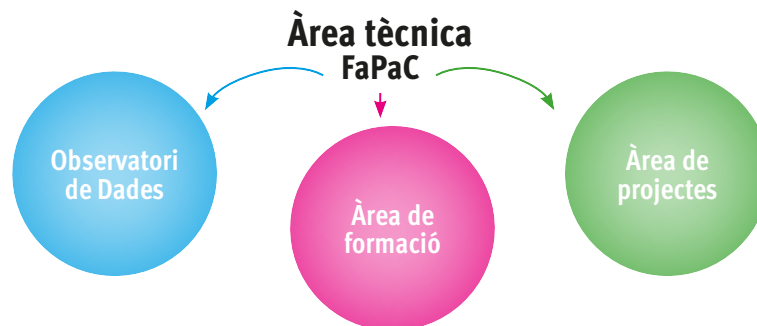 Àrea tècnica
FaPaC
Observatori
de Dades
Àrea de
formació
Àrea de
projectes